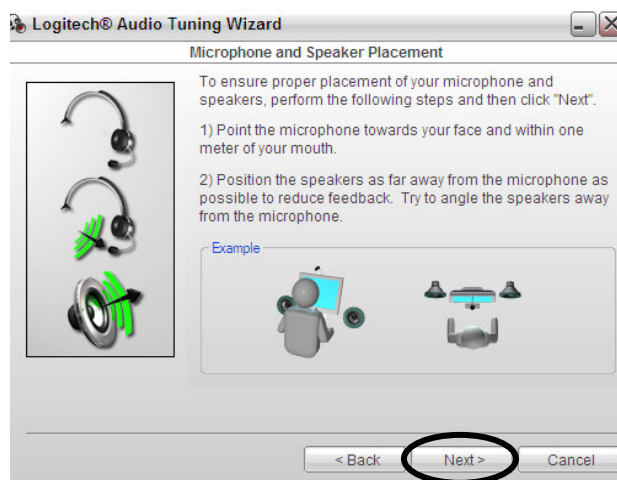 Logitech® Audio Tuning Wizard
Microphone and Speaker Placement
To ensure proper placement of your microphone and
speakers, perform the following steps and then click "Next".
1) Point the microphone towards your face and within one
meter of your mouth.
2) Position the speakers as far away from the microphone as
possible to reduce feedback. Try to angle the speakers away
from the microphone.
Example
< Back Next > Cancel